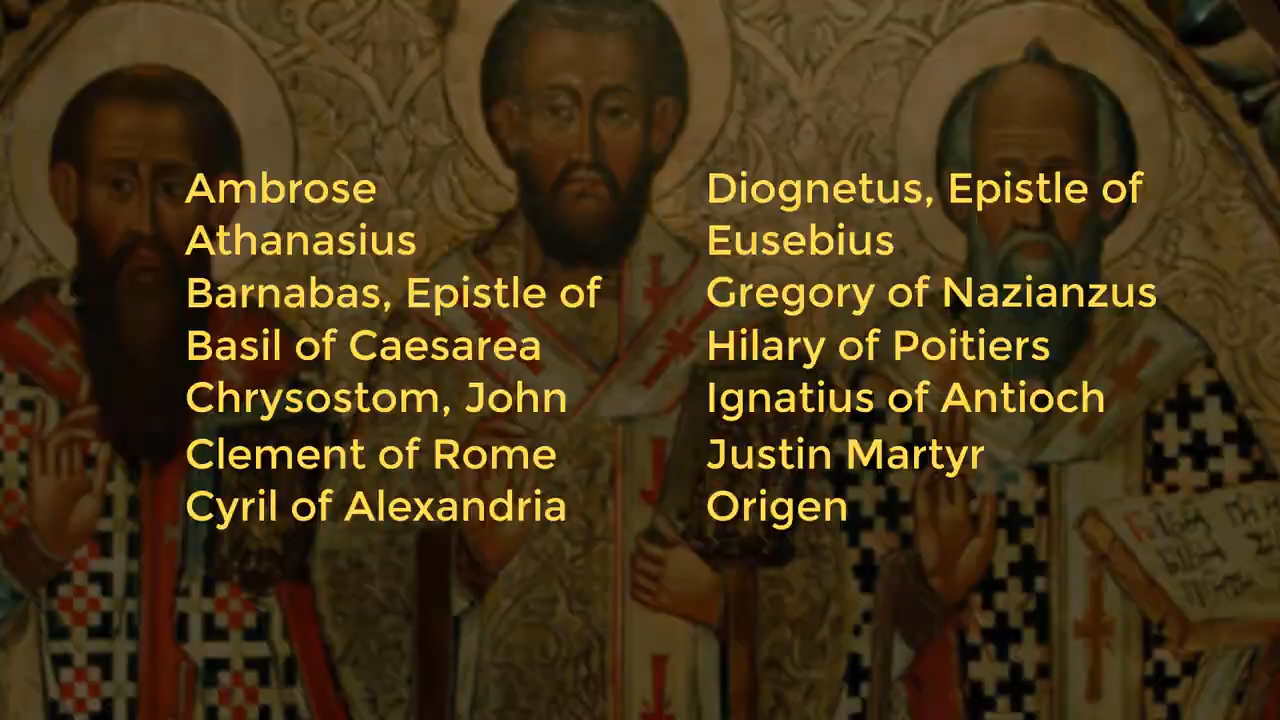 Ambrose
Athanasius
Barnabas, Epistle of
Basil of Caesarea
Chrysostom, John
Clement of Rome
Cyril of Alexandria
Diognetus, Epistle of
Eusebius
Gregory of Nazianzus
Hilary of Poitiers
Ignatius of Antioch
Justin Martyr
Origen